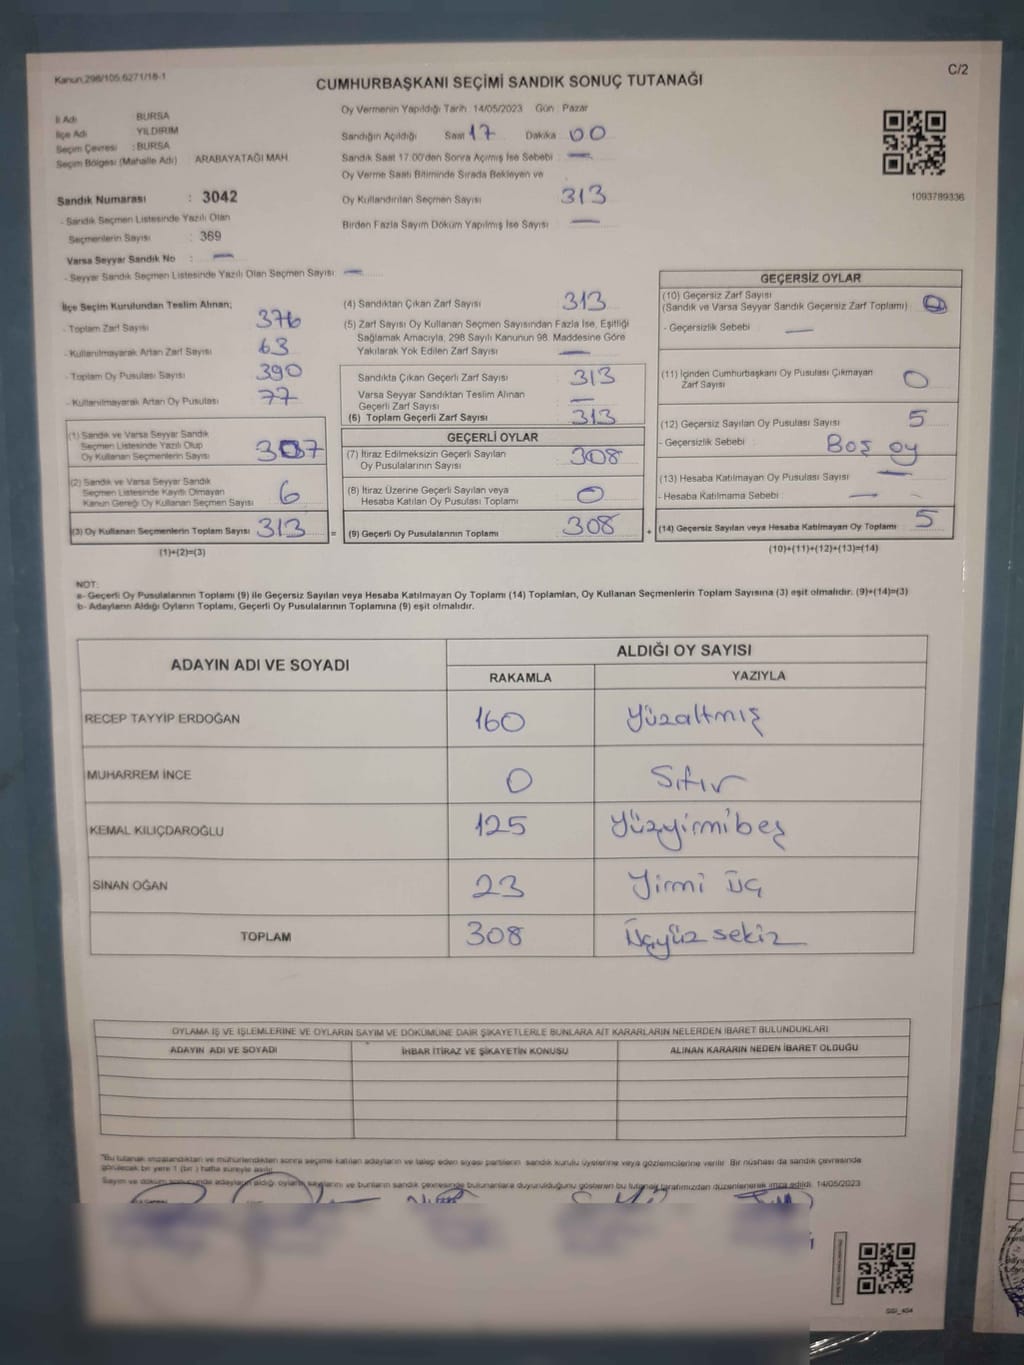 Kanun.298/105.6271/18-1
C/2
CUMHURBAŞKANI SEÇİMİ SANDIK SONUÇ TUTANAĞI
İl Adı BURSA
İlçe Adı YILDIRIM
Seçim Çevresi : BURSA
Seçim Bölgesi (Mahalle Adı) ARABAYATAĞI MAH.
Sandık Numarası : 3042
- Sandık Seçmen Listesinde Yazılı Olan
Seçmenlerin Sayısı : 369
Varsa Seyyar Sandık No : —
- Seyyar Sandık Seçmen Listesinde Yazılı Olan Seçmen Sayısı: —
Oy Vermenin Yapıldığı Tarih 14/05/2023 Gün Pazar
Sandığın Açıldığı Saat 17 Dakika 00
Sandık Saat 17.00'den Sonra Açılmış İse Sebebi —
Oy Verme Saati Bitiminde Sırada Bekleyen ve
Oy Kullandırılan Seçmen Sayısı 313
Birden Fazla Sayım Döküm Yapılmış İse Sayısı —
1093789336
İlçe Seçim Kurulundan Teslim Alınan;
- Toplam Zarf Sayısı 376
- Kullanılmayarak Artan Zarf Sayısı 63
- Toplam Oy Pusulası Sayısı 390
- Kullanılmayarak Artan Oy Pusulası 77
(1) Sandık ve Varsa Seyyar Sandık
Seçmen Listesinde Yazılı Olup
Oy Kullanan Seçmenlerin Sayısı 307
(2) Sandık ve Varsa Seyyar Sandık
Seçmen Listesinde Kayıtlı Olmayan
Kanun Gereği Oy Kullanan Seçmen Sayısı 6
(3) Oy Kullanan Seçmenlerin Toplam Sayısı 313 =
(1)+(2)=(3)
(4) Sandıktan Çıkan Zarf Sayısı 313
(5) Zarf Sayısı Oy Kullanan Seçmen Sayısından Fazla İse, Eşitliği
Sağlamak Amacıyla, 298 Sayılı Kanunun 98. Maddesine Göre
Yakılarak Yok Edilen Zarf Sayısı —
Sandıkta Çıkan Geçerli Zarf Sayısı 313
Varsa Seyyar Sandıktan Teslim Alınan
Geçerli Zarf Sayısı —
(6) Toplam Geçerli Zarf Sayısı 313
GEÇERLİ OYLAR
(7) İtiraz Edilmeksizin Geçerli Sayılan
Oy Pusulalarının Sayısı 308
(8) İtiraz Üzerine Geçerli Sayılan veya
Hesaba Katılan Oy Pusulası Toplamı 0
(9) Geçerli Oy Pusulalarının Toplamı 308 +
GEÇERSİZ OYLAR
(10) Geçersiz Zarf Sayısı
(Sandık ve Varsa Seyyar Sandık Geçersiz Zarf Toplamı) 0
- Geçersizlik Sebebi —
(11) İçinden Cumhurbaşkanı Oy Pusulası Çıkmayan
Zarf Sayısı 0
(12) Geçersiz Sayılan Oy Pusulası Sayısı 5
- Geçersizlik Sebebi Boş oy
(13) Hesaba Katılmayan Oy Pusulası Sayısı —
- Hesaba Katılmama Sebebi —
(14) Geçersiz Sayılan veya Hesaba Katılmayan Oy Toplamı 5
(10)+(11)+(12)+(13)=(14)
NOT:
a- Geçerli Oy Pusulalarının Toplamı (9) ile Geçersiz Sayılan veya Hesaba Katılmayan Oy Toplamı (14) Toplamları, Oy Kullanan Seçmenlerin Toplam Sayısına (3) eşit olmalıdır. (9)+(14)=(3)
b- Adayların Aldığı Oyların Toplamı, Geçerli Oy Pusulalarının Toplamına (9) eşit olmalıdır.
ADAYIN ADI VE SOYADI ALDIĞI OY SAYISI
RAKAMLA YAZIYLA
RECEP TAYYİP ERDOĞAN 160 Yüzaltmış
MUHARREM İNCE 0 Sıfır
KEMAL KILIÇDAROĞLU 125 Yüzyirmibeş
SİNAN OĞAN 23 Yirmi üç
TOPLAM 308 Üçyüz sekiz
OYLAMA İŞ VE İŞLEMLERİNE VE OYLARIN SAYIM VE DÖKÜMÜNE DAİR ŞİKAYETLERLE BUNLARA AİT KARARLARIN NELERDEN İBARET BULUNDUKLARI
ADAYIN ADI VE SOYADI İHBAR İTİRAZ VE ŞİKAYETİN KONUSU ALINAN KARARIN NEDEN İBARET OLDUĞU
"Bu tutanak imzalandıktan ve mühürlendikten sonra seçime katılan adayların ve talep eden siyasi partilerin sandık kurulu üyelerine veya gözlemcilerine verilir. Bir nüshası da sandık çevresinde
görülecek bir yere 1 (bir ) hafta süreyle asılır.
Sayım ve döküm sonucunda adayların aldığı oyların sayılarını ve bunların sandık çevresinde bulunanlara duyurulduğunu gösteren bu tutanak tarafımızdan düzenlenerek imza edildi. 14/05/2023